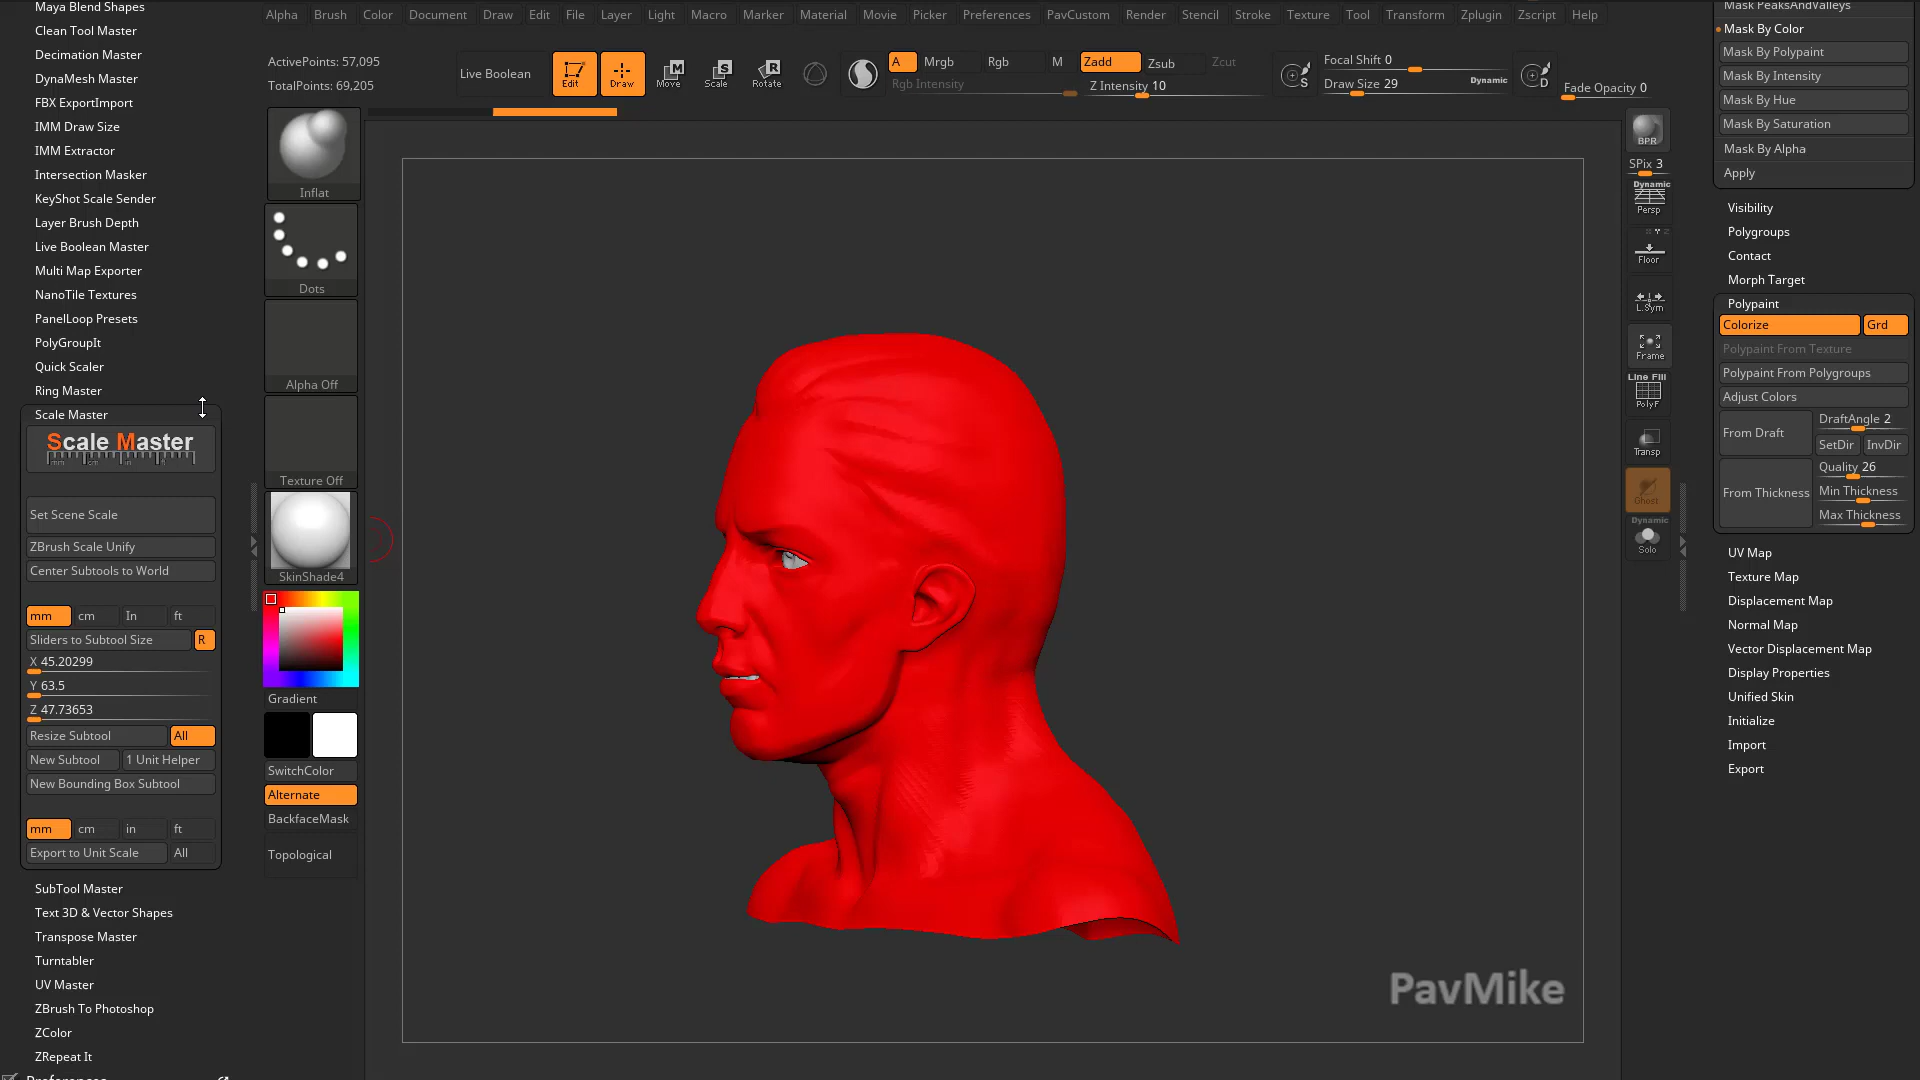 Maya Blend Shapes
Clean Tool Master
Decimation Master
DynaMesh Master
FBX ExportImport
IMM Draw Size
IMM Extractor
Intersection Masker
KeyShot Scale Sender
Layer Brush Depth
Live Boolean Master
Multi Map Exporter
NanoTile Textures
PanelLoop Presets
PolyGroupIt
Quick Scaler
Ring Master
Scale Master
Scale Master
mm cm in ft
Set Scene Scale
ZBrush Scale Unify
Center Subtools to World
mm cm In ft
Sliders to Subtool Size R
X 45.20299
Y 63.5
Z 47.73653
Resize Subtool All
New Subtool 1 Unit Helper
New Bounding Box Subtool
mm cm in ft
Export to Unit Scale All
SubTool Master
Text 3D & Vector Shapes
Transpose Master
Turntabler
UV Master
ZBrush To Photoshop
ZColor
ZRepeat It
Preferences
Alpha Brush Color Document Draw Edit File Layer Light Macro Marker Material Movie Picker Preferences PavCustom Render Stencil Stroke Texture Tool Transform Zplugin Zscript Help
ActivePoints: 57,095
TotalPoints: 69,205
Live Boolean
Edit
Draw
M
Move
S
Scale
R
Rotate
A Mrgb Rgb M
Rgb Intensity
Zadd Zsub Zcut
Z Intensity 10
S
Focal Shift 0
Draw Size 29 Dynamic
D
Fade Opacity 0
Inflat
Dots
Alpha Off
Texture Off
SkinShade4
Gradient
SwitchColor
Alternate
BackfaceMask
Topological
PavMike
BPR
SPix 3
Dynamic
Persp
Floor
L.Sym
Frame
Line Fill
PolyF
Transp
Ghost
Dynamic
Solo
Mask PeaksAndValleys
Mask By Color
Mask By Polypaint
Mask By Intensity
Mask By Hue
Mask By Saturation
Mask By Alpha
Apply
Visibility
Polygroups
Contact
Morph Target
Polypaint
Colorize Grd
Polypaint From Texture
Polypaint From Polygroups
Adjust Colors
From Draft
DraftAngle 2
SetDir InvDir
From Thickness
Quality 26
Min Thickness
Max Thickness
UV Map
Texture Map
Displacement Map
Normal Map
Vector Displacement Map
Display Properties
Unified Skin
Initialize
Import
Export